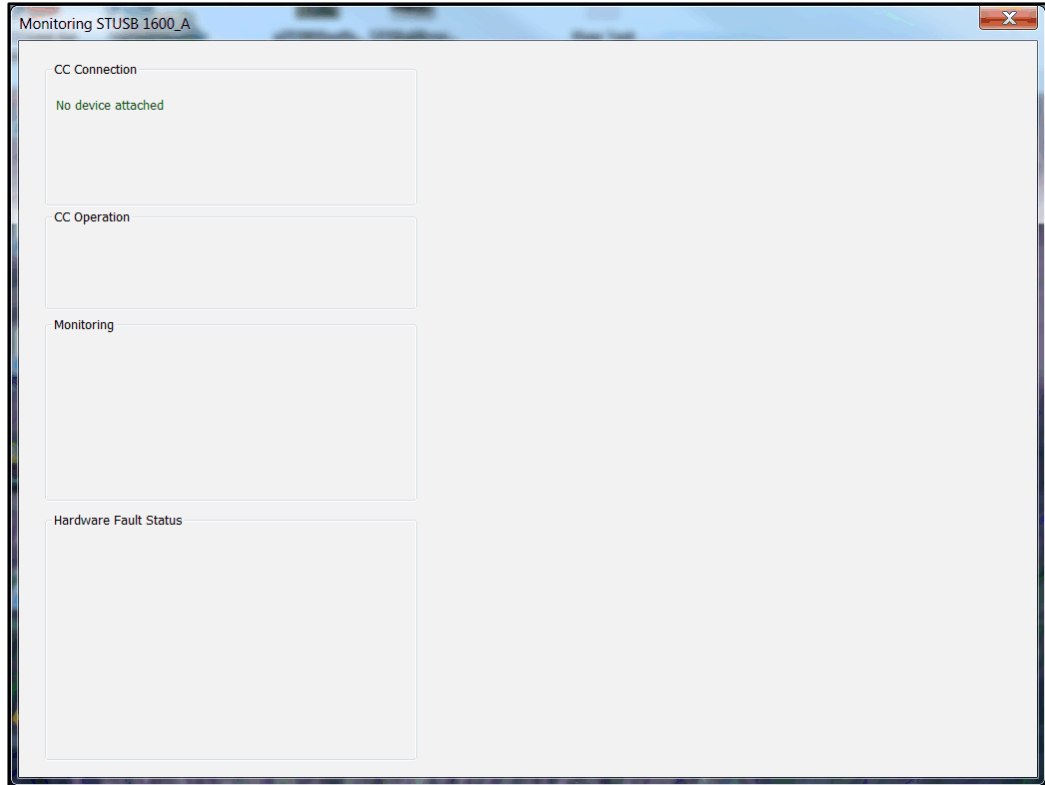 Monitoring STUSB 1600_A
CC Connection
No device attached
CC Operation
Monitoring
Hardware Fault Status